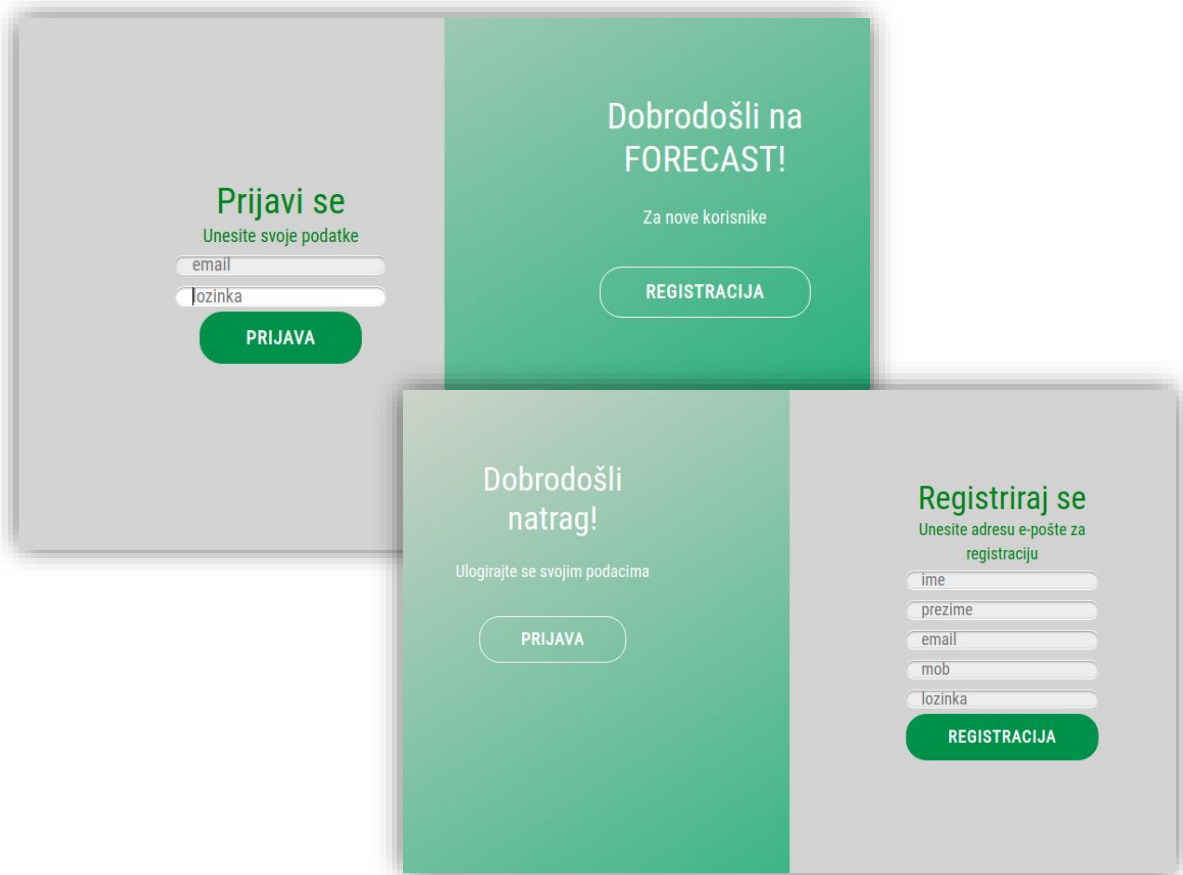 Prijavi se
Unesite svoje podatke
email
lozinka
PRIJAVA
Dobrodošli na
FORECAST!
Za nove korisnike
REGISTRACIJA
Dobrodošli
natrag!
Ulogirajte se svojim podacima
PRIJAVA
Registriraj se
Unesite adresu e-pošte za
registraciju
ime
prezime
email
mob
lozinka
REGISTRACIJA